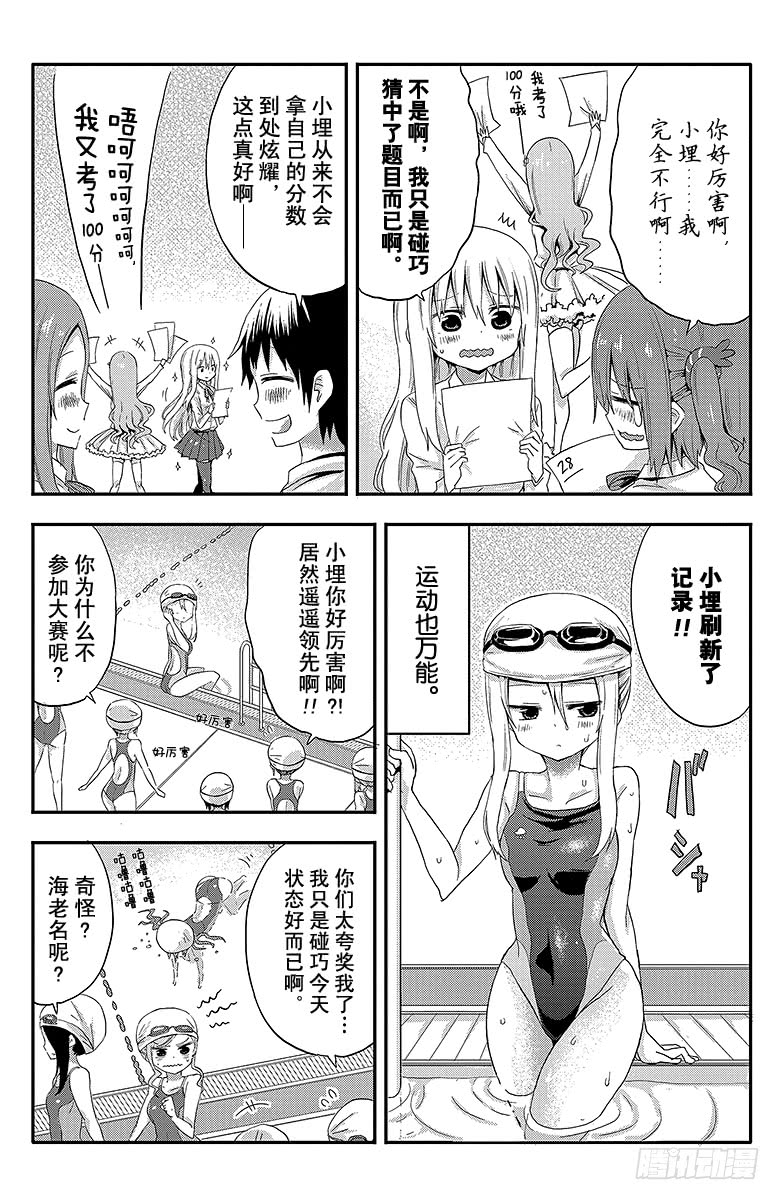 你好厉害啊,
小埋……我
完全不行啊……
我考了
100分哦
不是啊，我只是碰巧
猜中了题目而已啊。
28
小埋从来不会
拿自己的分数
到处炫耀，
这点真好啊——
唔呵呵呵呵呵呵,
我又考了100分—
小埋刷新了
记录!!
运动也万能。
バシャ
小埋你好厉害啊?!
居然遥遥领先啊!!
你为什么不
参加大赛呢?
好厉害
好厉害
你们太夸奖我了…
我只是碰巧今天
状态好而已啊。
咕噜咕噜
咕噜咕噜
奇怪?
海老名呢?
腾讯动漫